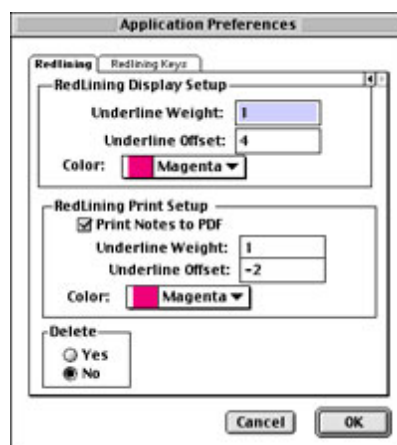 Application Preferences
Redlining Redlining Keys
RedLining Display Setup
Underline Weight: 1
Underline Offset: 4
Color: Magenta
RedLining Print Setup
Print Notes to PDF
Underline Weight: 1
Underline Offset: -2
Color: Magenta
Delete
Yes
No
Cancel OK